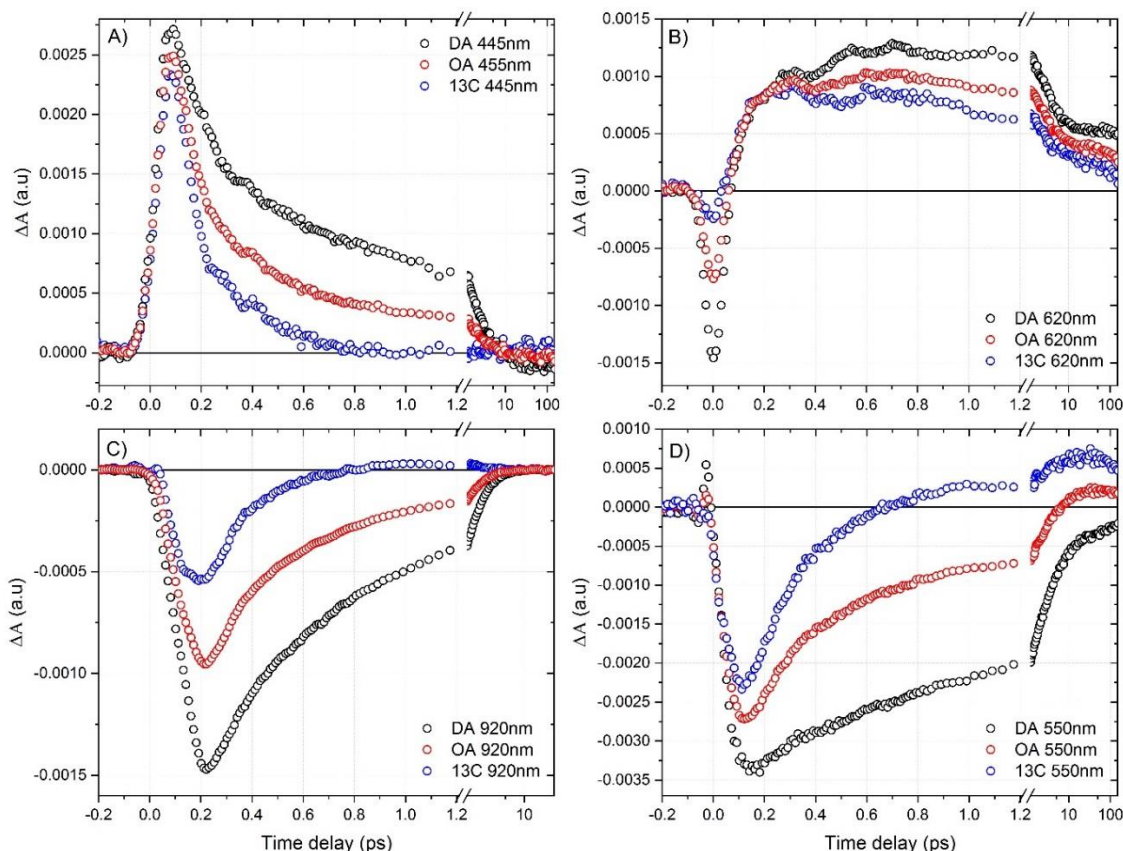 A)
DA 445nm
OA 455nm
13C 445nm
ΔA (a.u)
0.0025
0.0020
0.0015
0.0010
0.0005
0.0000
-0.2 0.0 0.2 0.4 0.6 0.8 1.0 1.2 10 100
B)
DA 620nm
OA 620nm
13C 620nm
ΔA (a.u)
0.0015
0.0010
0.0005
0.0000
-0.0005
-0.0010
-0.0015
-0.2 0.0 0.2 0.4 0.6 0.8 1.0 1.2 10 100
C)
DA 920nm
OA 920nm
13C 920nm
ΔA (a.u)
0.0000
-0.0005
-0.0010
-0.0015
-0.2 0.0 0.2 0.4 0.6 0.8 1.0 1.2 10 100
Time delay (ps)
D)
DA 550nm
OA 550nm
13C 550nm
ΔA (a.u)
0.0010
0.0005
0.0000
-0.0005
-0.0010
-0.0015
-0.0020
-0.0025
-0.0030
-0.0035
-0.2 0.0 0.2 0.4 0.6 0.8 1.0 1.2 10 100
Time delay (ps)